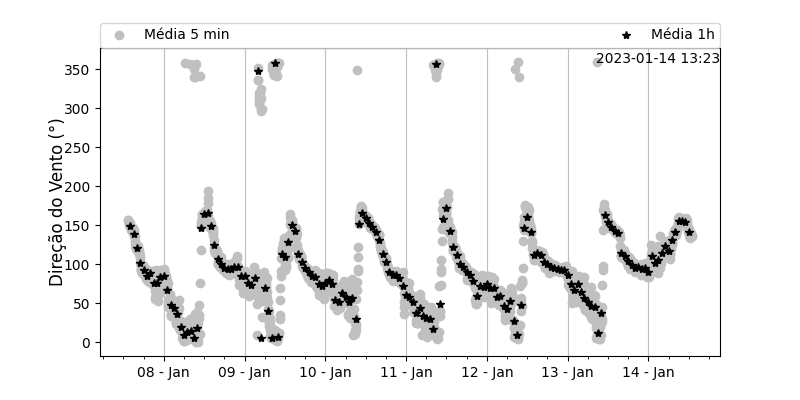 Média 5 min
Média 1h
2023-01-14 13:23
Direção do Vento (°)
350
300
250
200
150
100
50
0
08 - Jan
09 - Jan
10 - Jan
11 - Jan
12 - Jan
13 - Jan
14 - Jan